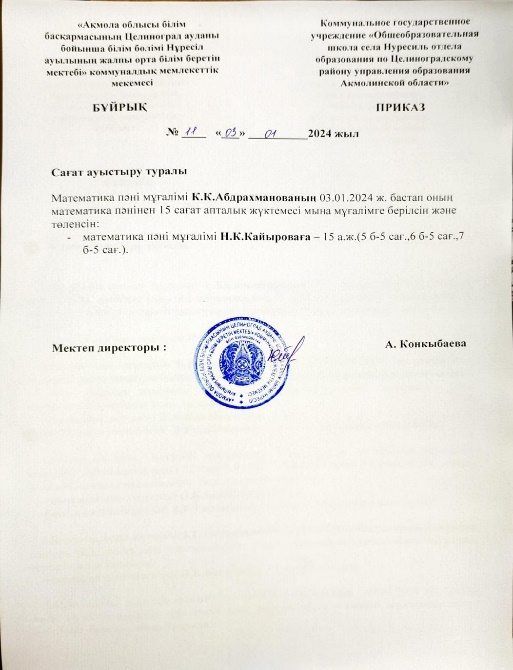 «Ақмола облысы білім
басқармасының Целиноград ауданы
бойынша білім бөлімі Нұресіл
ауылының жалпы орта білім беретін
мектебі» коммуналдық мемлекеттік
мекемесі
БҰЙРЫҚ
Коммунальное государственное
учреждение «Общеобразовательная
школа села Нуресиль отдела
образования по Целиноградскому
району управления образования
Акмолинской области»
ПРИКАЗ
№ 18 «03» 01 2024 жыл
Сағат ауыстыру туралы
Математика пәні мұғалімі К.К.Абдрахманованың 03.01.2024 ж. бастап оның
математика пәнінен 15 сағат апталық жүктемесі мына мұғалімге берілсін және
төленсін:
- математика пәні мұғалімі Н.К.Кайыроваға – 15 а.ж.(5 б-5 сағ.,6 б-5 сағ.,7
б-5 сағ.).
Мектеп директоры :
А. Конкыбаева